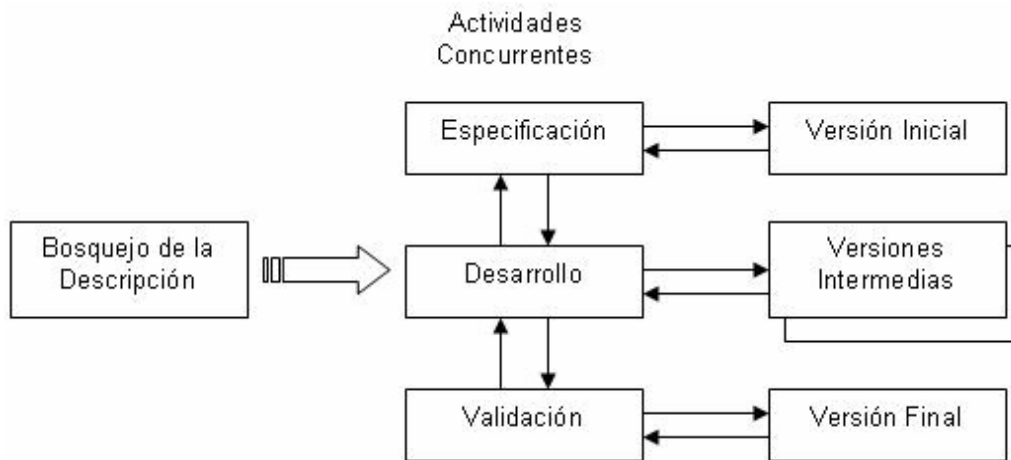 Actividades
Concurrentes
Especificación
Versión Inicial
Bosquejo de la
Descripción
Desarrollo
Versiones
Intermedias
Validación
Versión Final